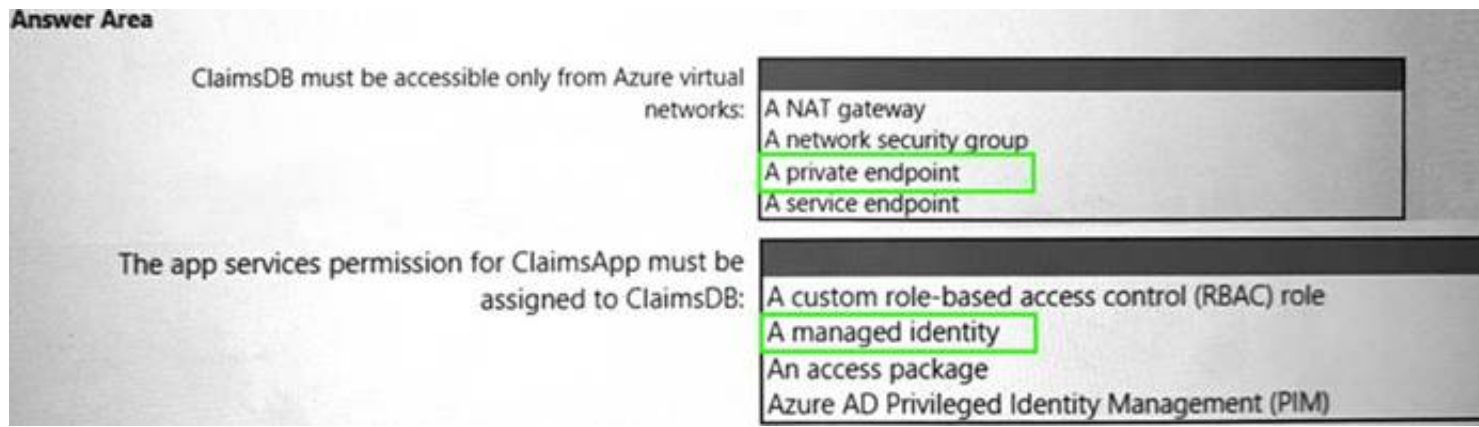 Answer Area
ClaimsDB must be accessible only from Azure virtual
networks:
A NAT gateway
A network security group
A private endpoint
A service endpoint
The app services permission for ClaimsApp must be
assigned to ClaimsDB:
A custom role-based access control (RBAC) role
A managed identity
An access package
Azure AD Privileged Identity Management (PIM)